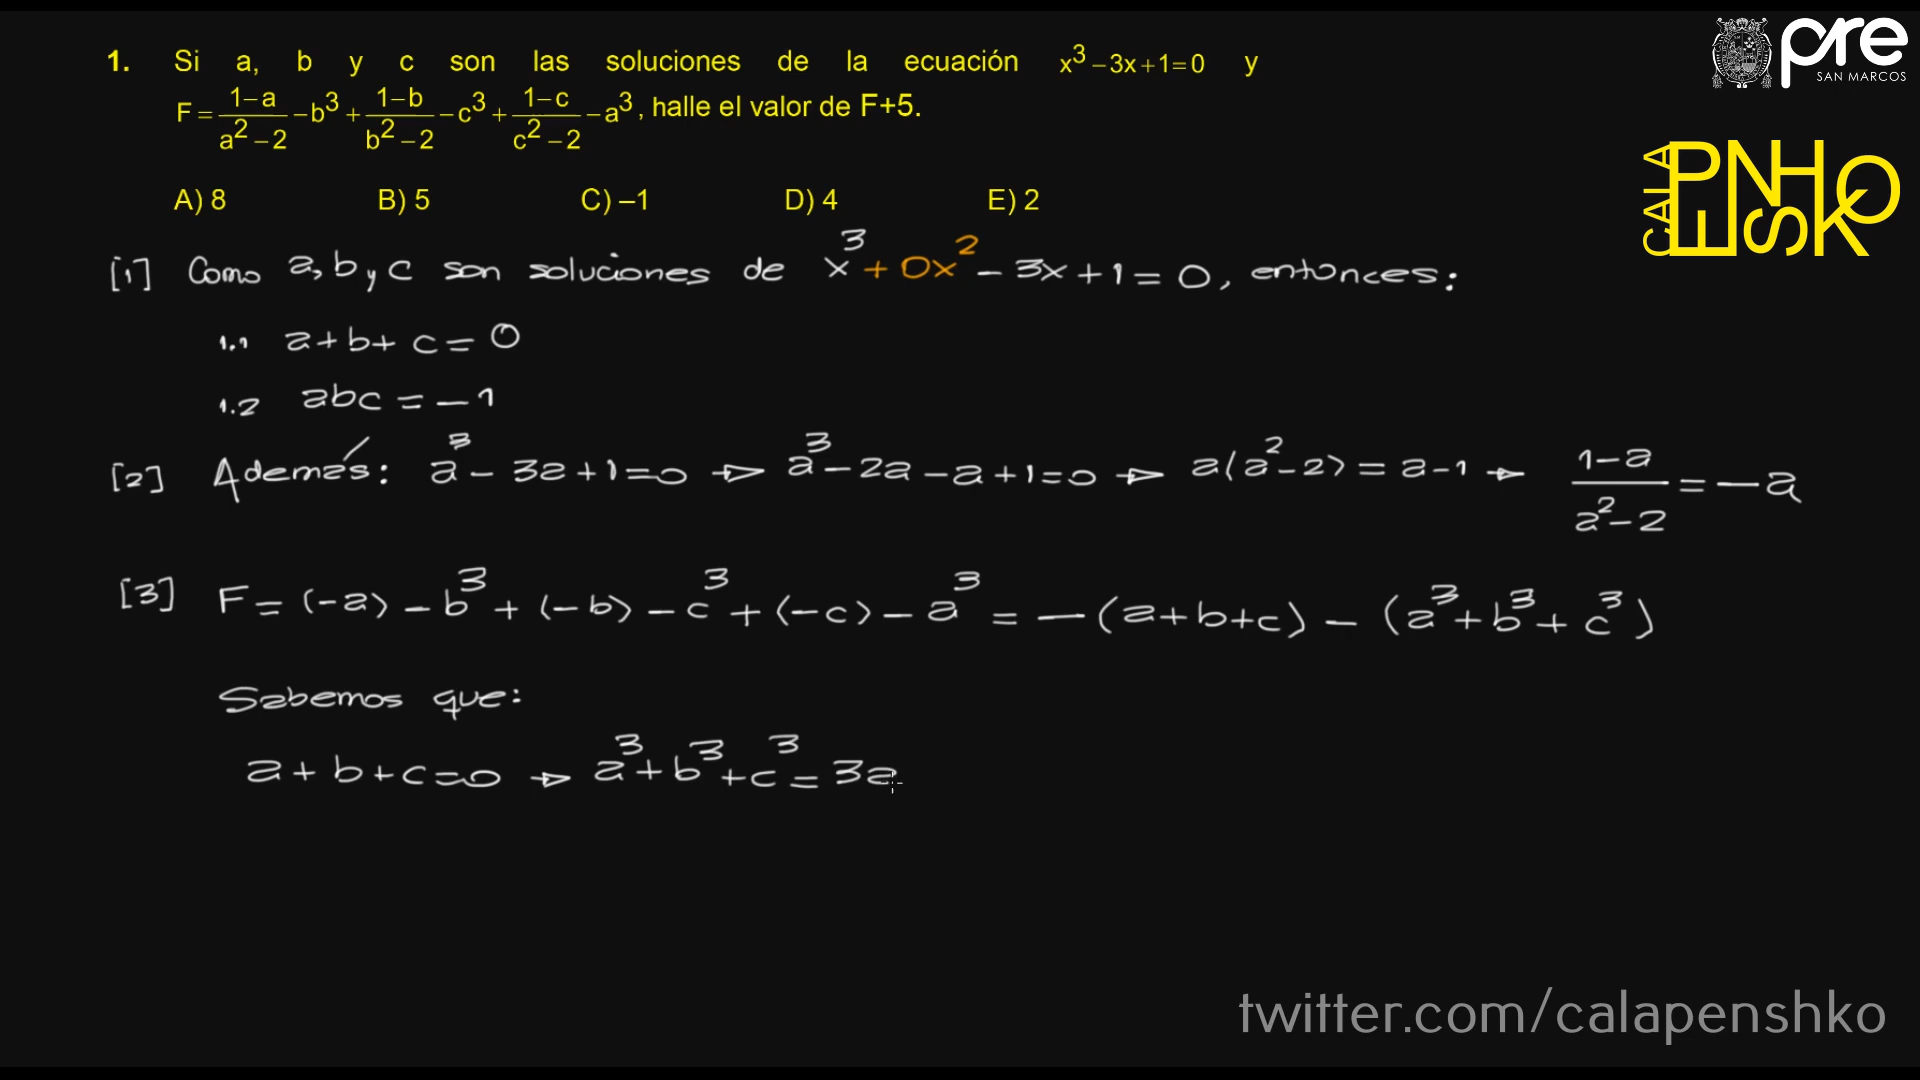 1. Si a, b y c son las soluciones de la ecuación x³ − 3x + 1 = 0 y
F = (1−a)/(a²−2) − b³ + (1−b)/(b²−2) − c³ + (1−c)/(c²−2) − a³, halle el valor de F+5.
A) 8 B) 5 C) –1 D) 4 E) 2
[1] Como a, b y c son soluciones de x³ + 0x² − 3x + 1 = 0, entonces:
1.1 a + b + c = 0
1.2 abc = −1
[2] Además: a³ − 3a + 1 = 0 → a³ − 2a − a + 1 = 0 → a(a² − 2) = a − 1 → (1−a)/(a²−2) = −a
[3] F = (−a) − b³ + (−b) − c³ + (−c) − a³ = −(a+b+c) − (a³ + b³ + c³)
Sabemos que:
a + b + c = 0 → a³ + b³ + c³ = 3a
pre
SAN MARCOS
CALA PENSHKO
twitter.com/calapenshko